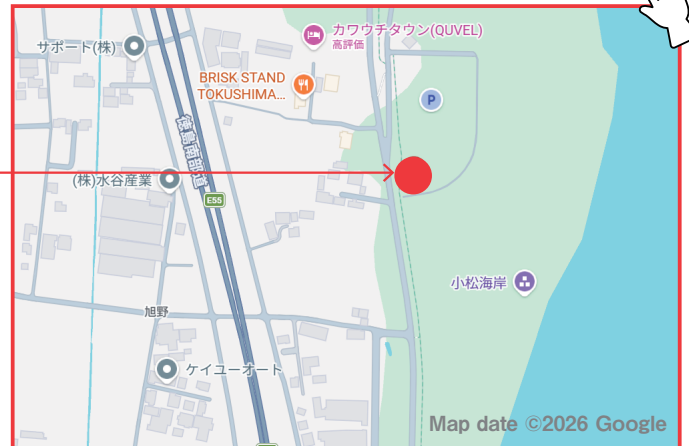 カワウチタウン(QUVEL)
高評価
サポート(株)
BRISK STAND
TOKUSHIMA...
P
徳島南部道
(株)水谷産業
E55
小松海岸
旭野
ケイユーオート
Map date ©2026 Google